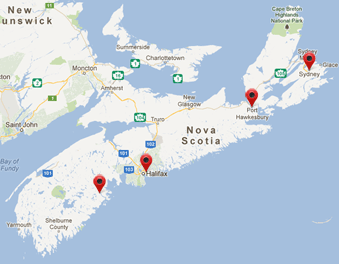 New
unswick
Cape Breton
Highlands
National Park
Summerside
Charlottetown
Sydney
Sydney
Glace
Moncton
Amherst
New
Glasgow
Port
Hawkesbury
Truro
Saint John
Nova
Scotia
Bay of
Fundy
102
101
103
101
Halifax
Yarmouth
Shelburne
County